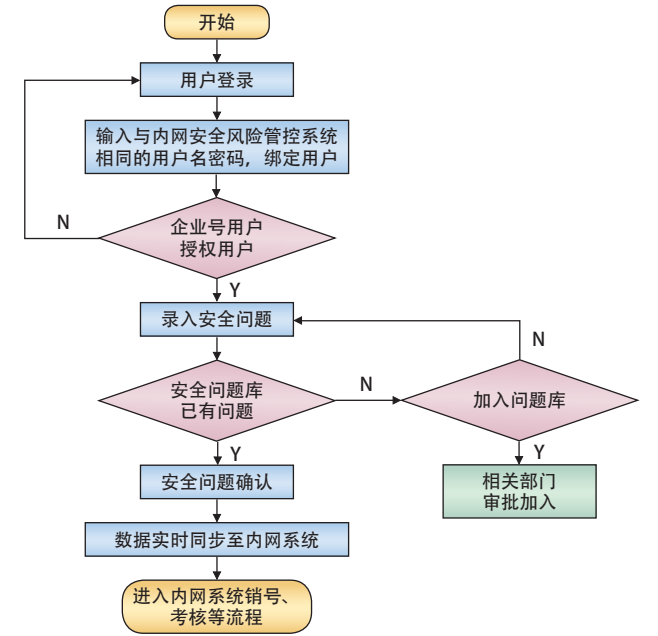 开始
用户登录
输入与内网安全风险管控系统
相同的用户名密码，绑定用户
N
企业号用户
授权用户
Y
录入安全问题
N
安全问题库
已有问题
N
加入问题库
Y
Y
安全问题确认
相关部门
审批加入
数据实时同步至内网系统
进入内网系统销号、
考核等流程